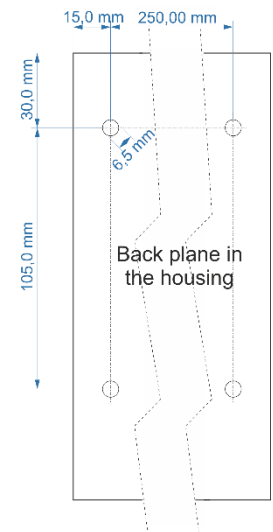 15,0 mm
250,00 mm
30,0 mm
6,5 mm
105,0 mm
Back plane in
the housing